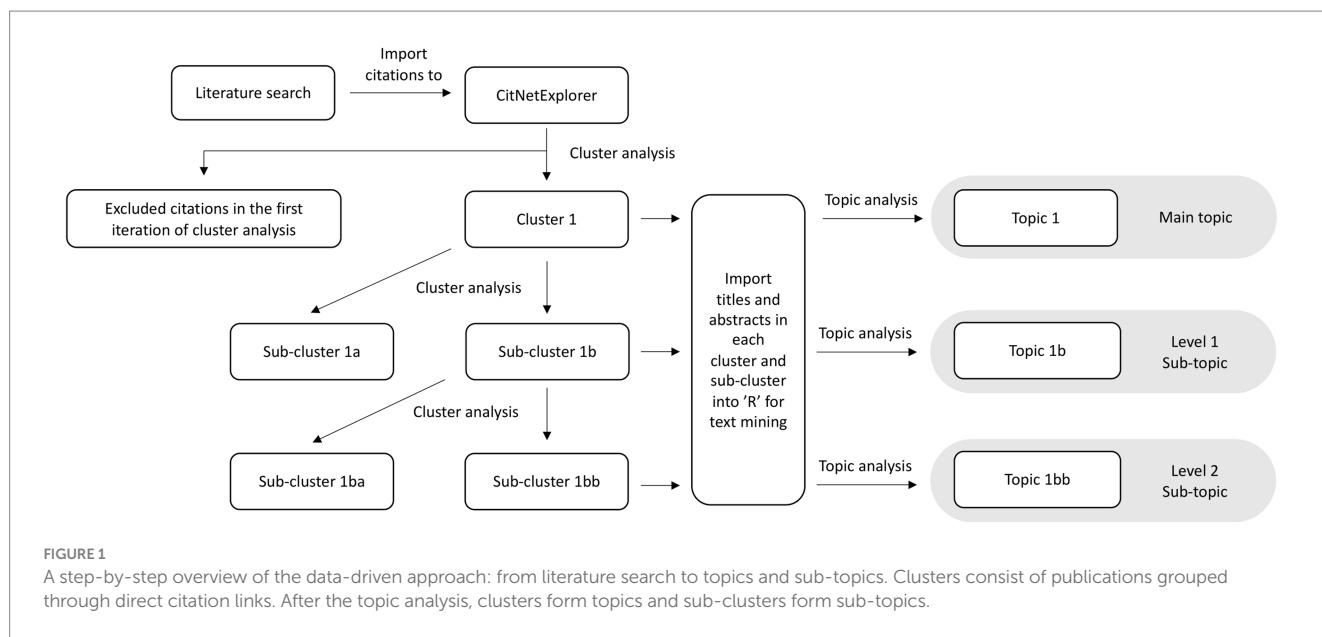 Import
citations to
Literature search
CitNetExplorer
Cluster analysis
Excluded citations in the first
iteration of cluster analysis
Cluster 1
Topic analysis
Topic 1
Main topic
Cluster analysis
Import
titles and
abstracts in
each
cluster and
sub-cluster
into 'R' for
text mining
Sub-cluster 1a
Sub-cluster 1b
Topic analysis
Topic 1b
Level 1
Sub-topic
Cluster analysis
Sub-cluster 1ba
Sub-cluster 1bb
Topic analysis
Topic 1bb
Level 2
Sub-topic
FIGURE 1
A step-by-step overview of the data-driven approach: from literature search to topics and sub-topics. Clusters consist of publications grouped
through direct citation links. After the topic analysis, clusters form topics and sub-clusters form sub-topics.